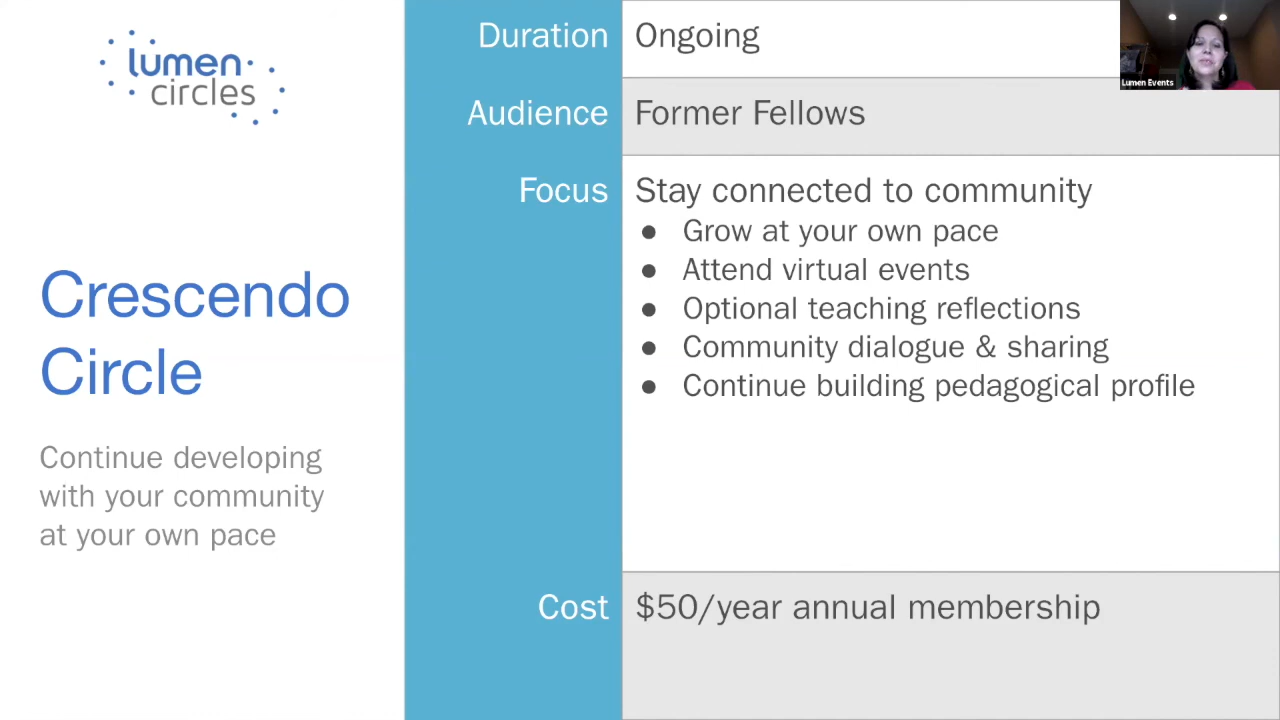 lumen
circles
Crescendo
Circle
Continue developing
with your community
at your own pace
Duration
Ongoing
Audience
Former Fellows
Focus
Stay connected to community
● Grow at your own pace
● Attend virtual events
● Optional teaching reflections
● Community dialogue & sharing
● Continue building pedagogical profile
Cost
$50/year annual membership
Lumen Events